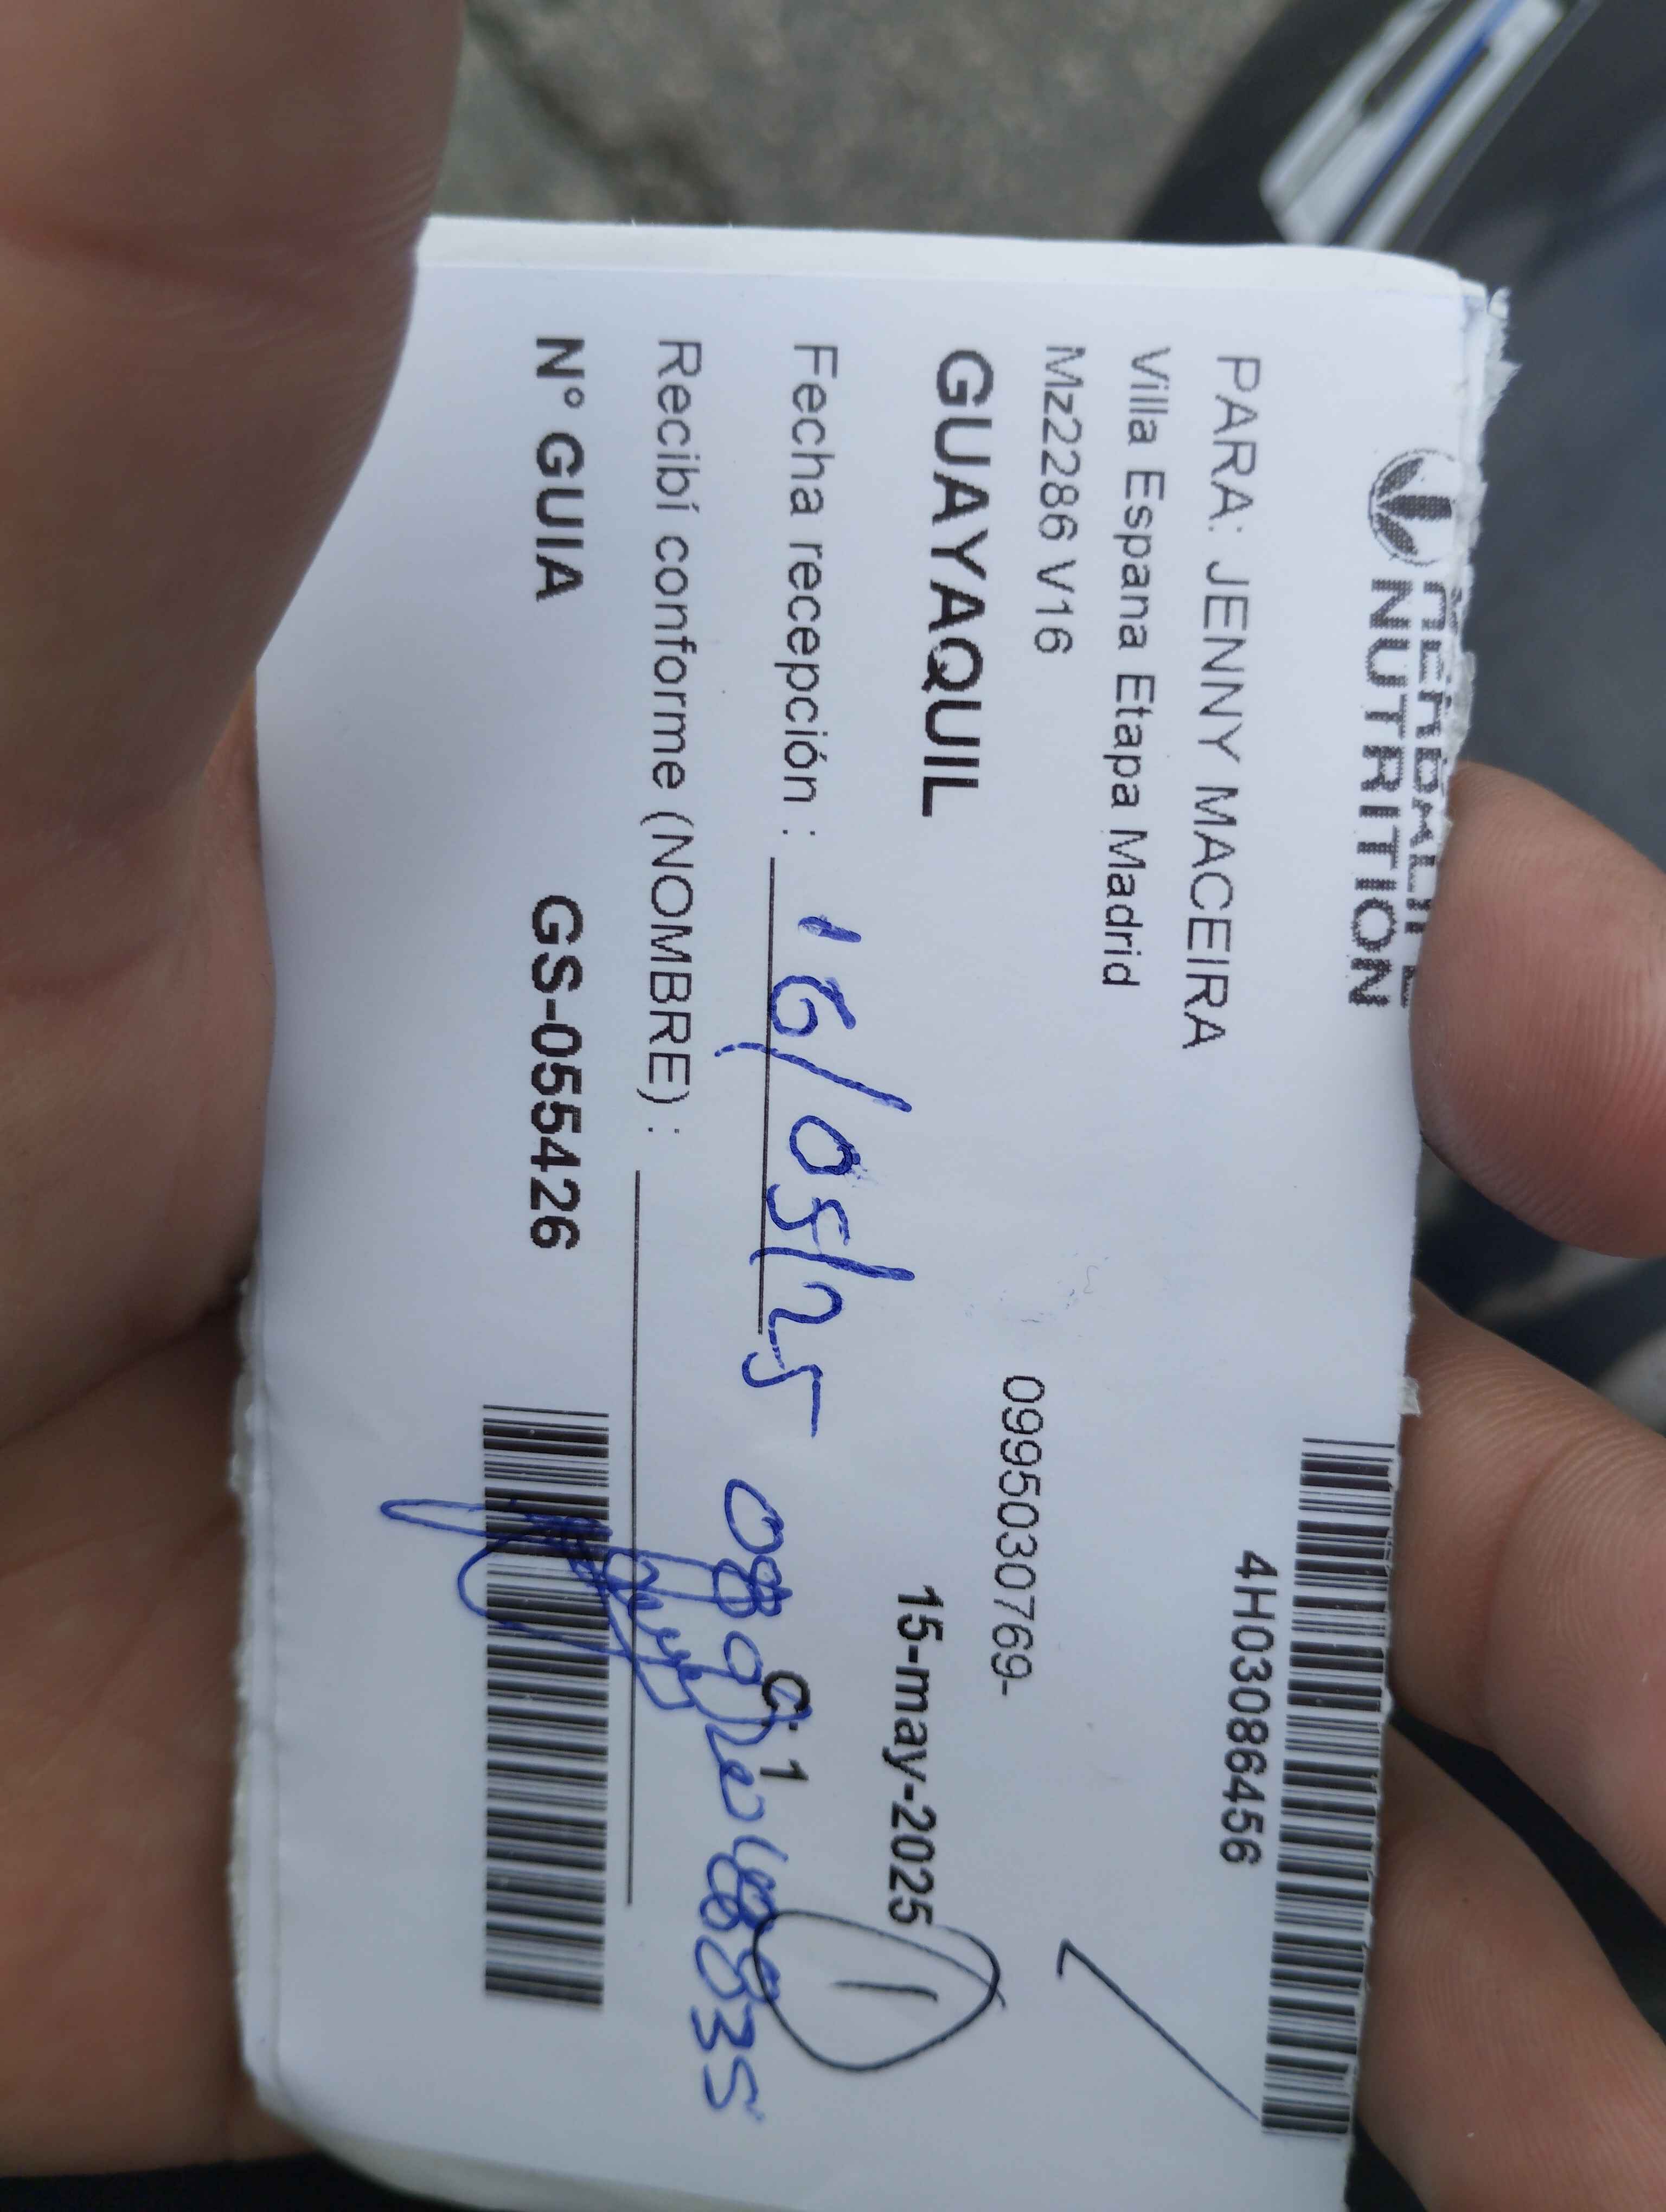 HERBALIFE
NUTRITION
4H03086456
PARA: JENNY MACEIRA
Villa Espana Etapa Madrid
Mz2286 V16
0995030769-
GUAYAQUIL
15-may-2025
Fecha recepción : 16/05/25
C. 1
1
Recibí conforme (NOMBRE) :
N° GUIA GS-055426